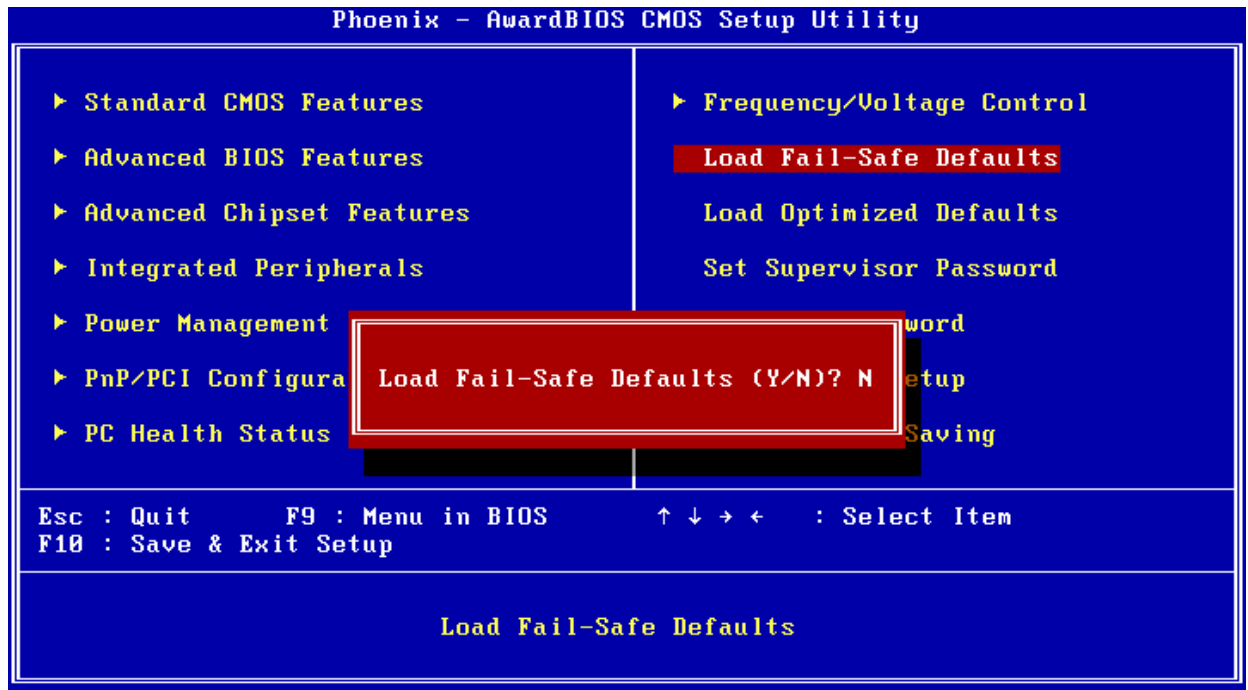 Phoenix - AwardBIOS CMOS Setup Utility
Standard CMOS Features
Advanced BIOS Features
Advanced Chipset Features
Integrated Peripherals
Power Management
PnP/PCI Configura
PC Health Status
Frequency/Voltage Control
Load Fail-Safe Defaults
Load Optimized Defaults
Set Supervisor Password
word
etup
Saving
Load Fail-Safe Defaults (Y/N)? N
Esc : Quit F9 : Menu in BIOS ↑ ↓ → ← : Select Item
F10 : Save & Exit Setup
Load Fail-Safe Defaults